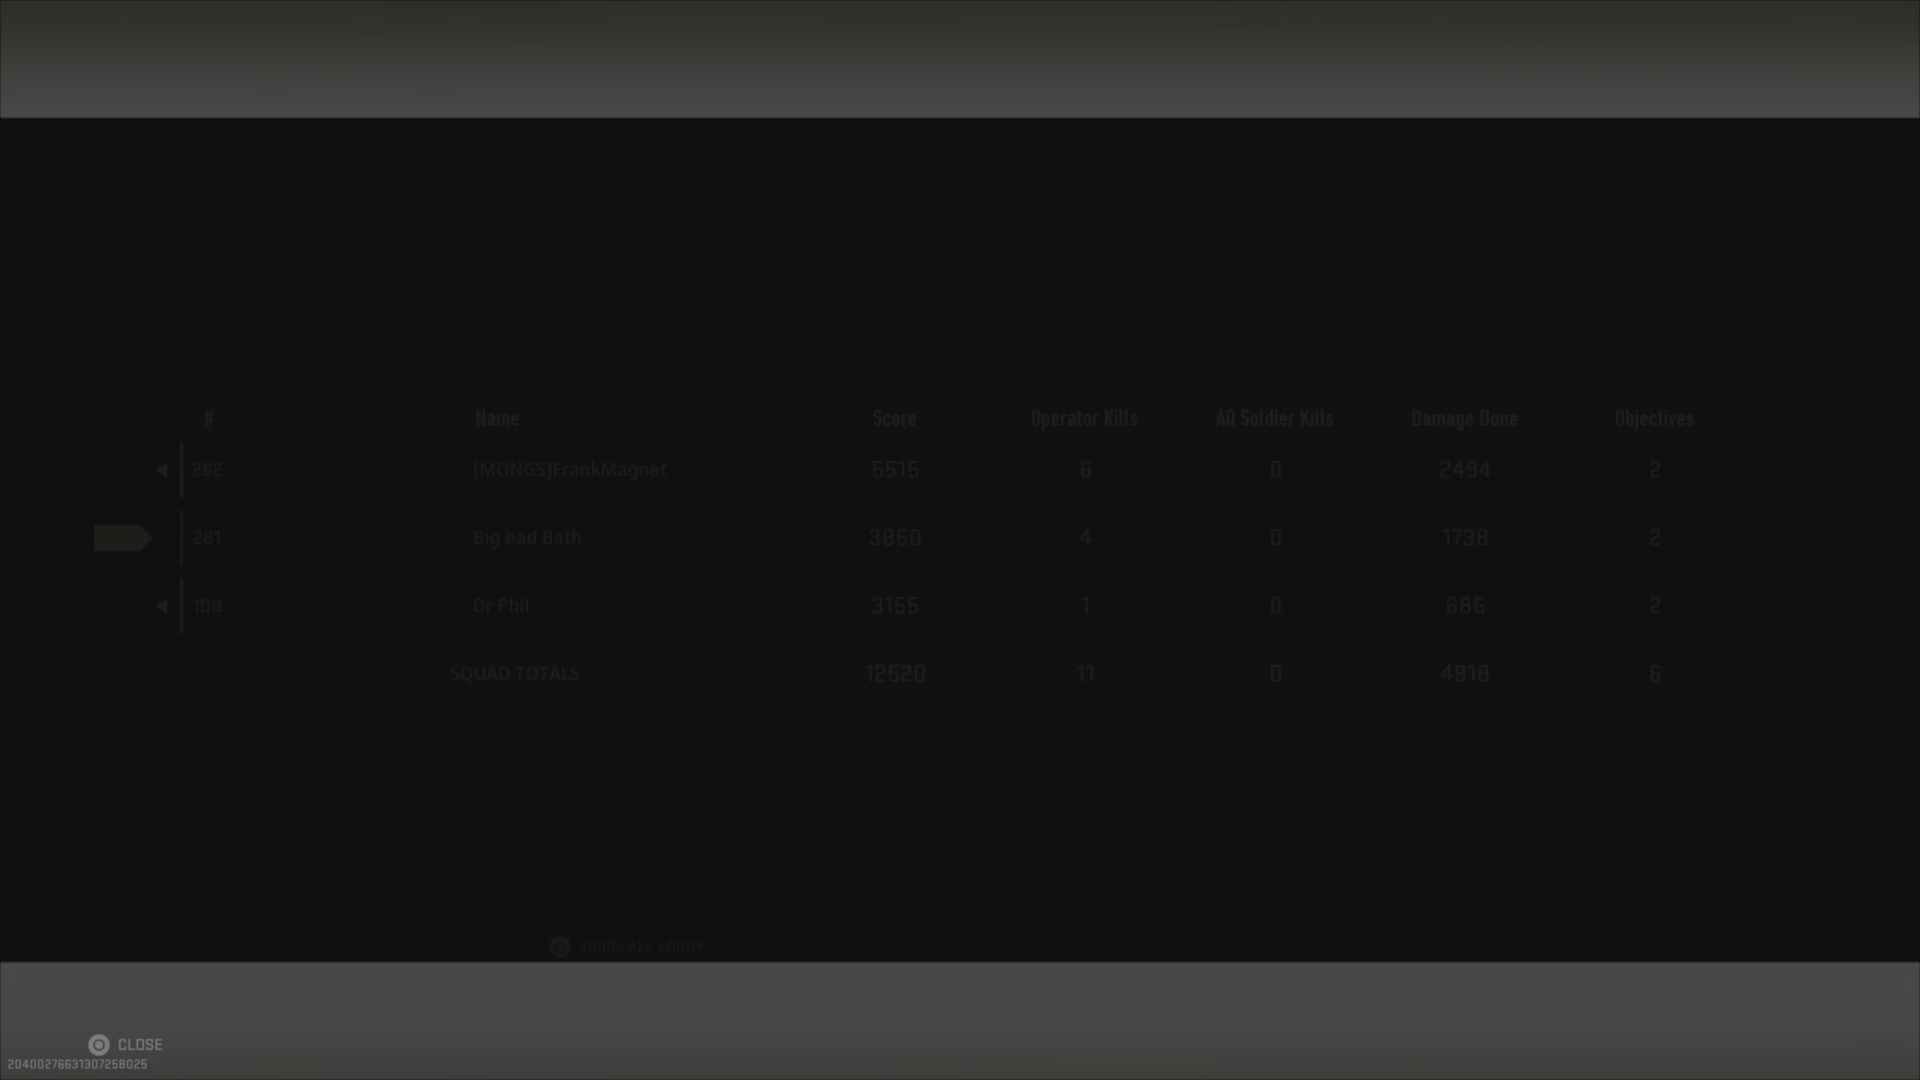 # Name Score Operator Kills AQ Soldier Kills Damage Done Objectives
262 [MONGS]FrankMagnet 5515 6 0 2494 2
281 Big bad Bath 3850 4 0 1738 2
109 Dr Phil 3155 1 0 686 2
SQUAD TOTALS 12520 11 0 4918 6
VOICE: ALL LOBBY
CLOSE
20400276631307258025